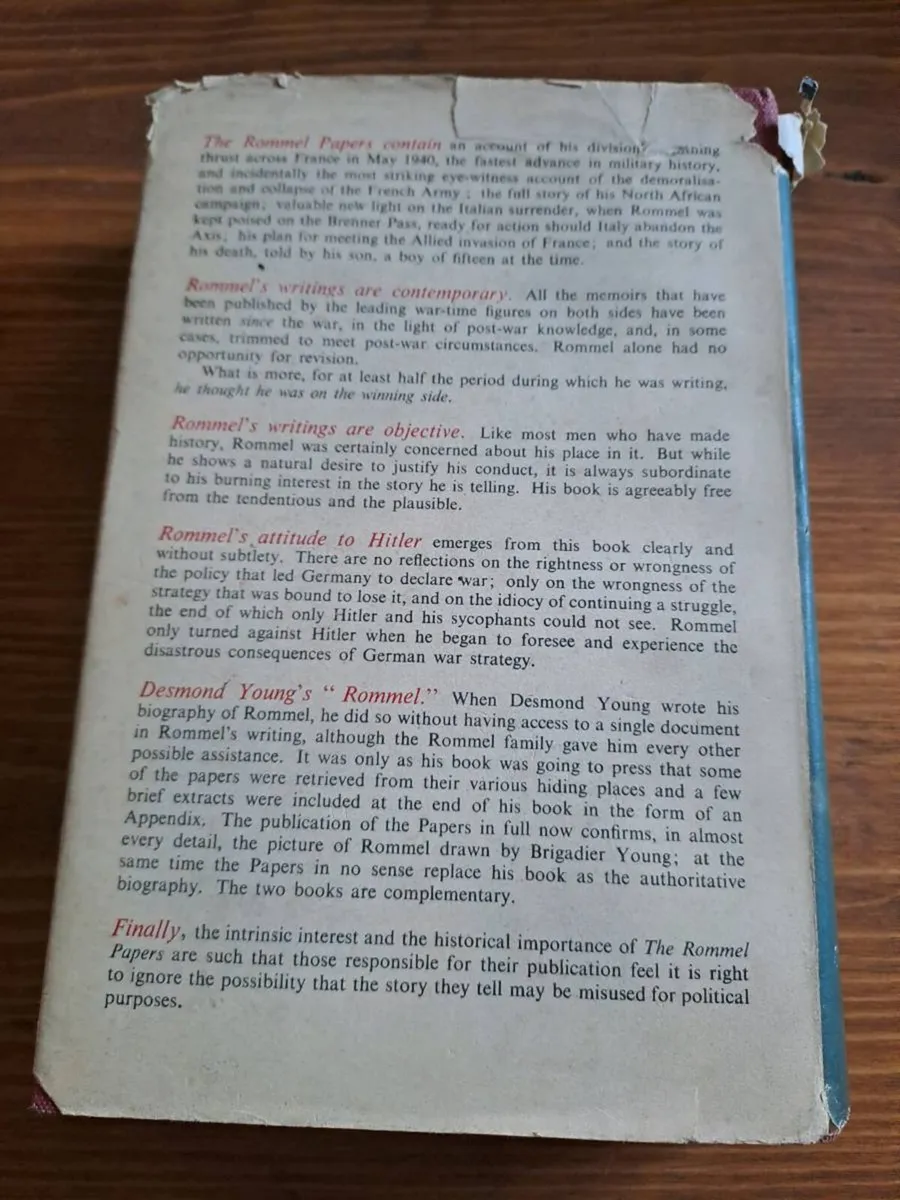 The Rommel Papers contain an account of his division
thrust across France in May 1940, the fastest advance in military history,
and incidentally the most striking eye-witness account of the demoralisa-
tion and collapse of the French Army ; the full story of his North African
campaign; valuable new light on the Italian surrender, when Rommel was
kept poised on the Brenner Pass, ready for action should Italy abandon the
Axis; his plan for meeting the Allied invasion of France; and the story of
his death, told by his son, a boy of fifteen at the time.
Rommel's writings are contemporary. All the memoirs that have
been published by the leading war-time figures on both sides have been
written since the war, in the light of post-war knowledge, and, in some
cases, trimmed to meet post-war circumstances. Rommel alone had no
opportunity for revision.
What is more, for at least half the period during which he was writing,
he thought he was on the winning side.
Rommel's writings are objective. Like most men who have made
history, Rommel was certainly concerned about his place in it. But while
he shows a natural desire to justify his conduct, it is always subordinate
to his burning interest in the story he is telling. His book is agreeably free
from the tendentious and the plausible.
Rommel's attitude to Hitler emerges from this book clearly and
without subtlety. There are no reflections on the rightness or wrongness of
the policy that led Germany to declare war; only on the wrongness of the
strategy that was bound to lose it, and on the idiocy of continuing a struggle,
the end of which only Hitler and his sycophants could not see. Rommel
only turned against Hitler when he began to foresee and experience the
disastrous consequences of German war strategy.
Desmond Young's “ Rommel.” When Desmond Young wrote his
biography of Rommel, he did so without having access to a single document
in Rommel's writing, although the Rommel family gave him every other
possible assistance. It was only as his book was going to press that some
of the papers were retrieved from their various hiding places and a few
brief extracts were included at the end of his book in the form of an
Appendix. The publication of the Papers in full now confirms, in almost
every detail, the picture of Rommel drawn by Brigadier Young; at the
same time the Papers in no sense replace his book as the authoritative
biography. The two books are complementary.
Finally, the intrinsic interest and the historical importance of The Rommel
Papers are such that those responsible for their publication feel it is right
to ignore the possibility that the story they tell may be misused for political
purposes.